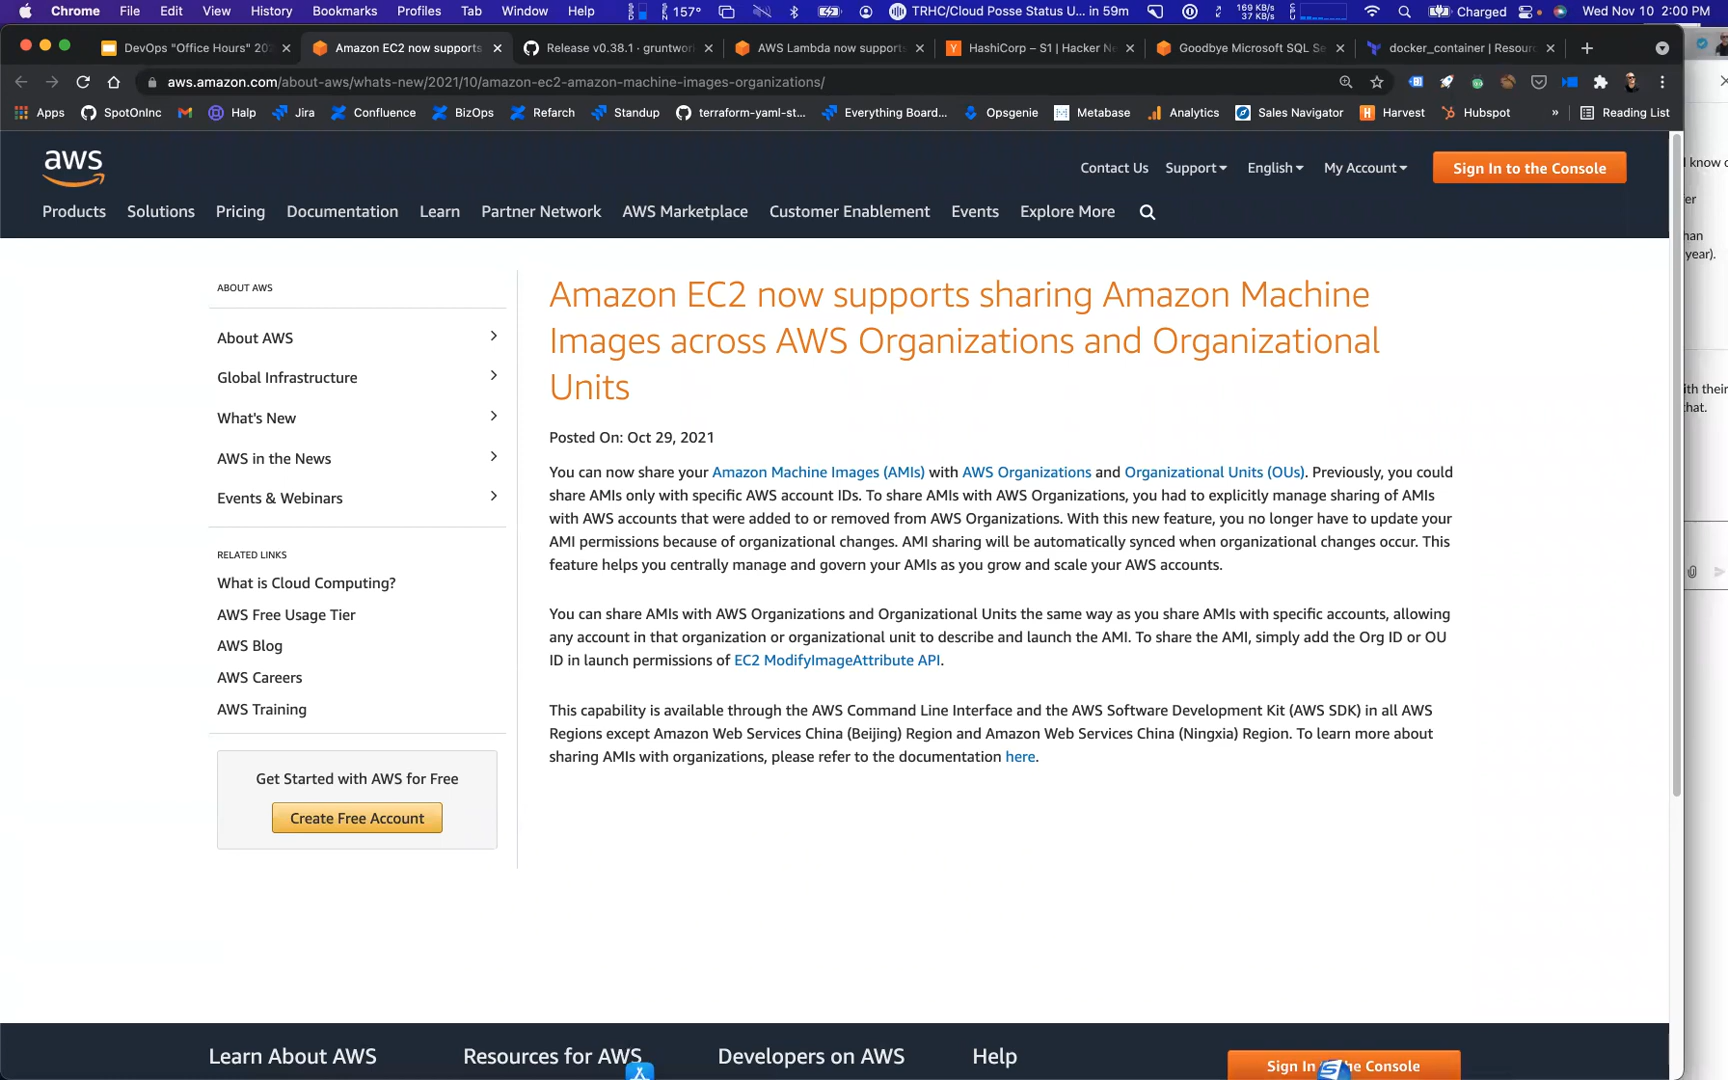 Chrome File Edit View History Bookmarks Profiles Tab Window Help 157° TRHC/Cloud Posse Status U... in 59m 169 KB/s 37 KB/s Charged Wed Nov 10 2:00 PM
DevOps "Office Hours" 20 Amazon EC2 now supports Release v0.38.1 · gruntwor AWS Lambda now supports HashiCorp – S1 | Hacker Ne Goodbye Microsoft SQL Se docker_container | Resourc
aws.amazon.com/about-aws/whats-new/2021/10/amazon-ec2-amazon-machine-images-organizations/
Apps SpotOnInc Halp Jira Confluence BizOps Refarch Standup terraform-yaml-st... Everything Board... Opsgenie Metabase Analytics Sales Navigator Harvest Hubspot » Reading List
aws
Contact Us Support English My Account Sign In to the Console
Products Solutions Pricing Documentation Learn Partner Network AWS Marketplace Customer Enablement Events Explore More
know
er
han
year).
ith their
that.
ABOUT AWS
About AWS
Global Infrastructure
What's New
AWS in the News
Events & Webinars
RELATED LINKS
What is Cloud Computing?
AWS Free Usage Tier
AWS Blog
AWS Careers
AWS Training
Get Started with AWS for Free
Create Free Account
Amazon EC2 now supports sharing Amazon Machine
Images across AWS Organizations and Organizational
Units
Posted On: Oct 29, 2021
You can now share your Amazon Machine Images (AMIs) with AWS Organizations and Organizational Units (OUs). Previously, you could
share AMIs only with specific AWS account IDs. To share AMIs with AWS Organizations, you had to explicitly manage sharing of AMIs
with AWS accounts that were added to or removed from AWS Organizations. With this new feature, you no longer have to update your
AMI permissions because of organizational changes. AMI sharing will be automatically synced when organizational changes occur. This
feature helps you centrally manage and govern your AMIs as you grow and scale your AWS accounts.
You can share AMIs with AWS Organizations and Organizational Units the same way as you share AMIs with specific accounts, allowing
any account in that organization or organizational unit to describe and launch the AMI. To share the AMI, simply add the Org ID or OU
ID in launch permissions of EC2 ModifyImageAttribute API.
This capability is available through the AWS Command Line Interface and the AWS Software Development Kit (AWS SDK) in all AWS
Regions except Amazon Web Services China (Beijing) Region and Amazon Web Services China (Ningxia) Region. To learn more about
sharing AMIs with organizations, please refer to the documentation here.
Learn About AWS Resources for AWS Developers on AWS Help
Sign In the Console